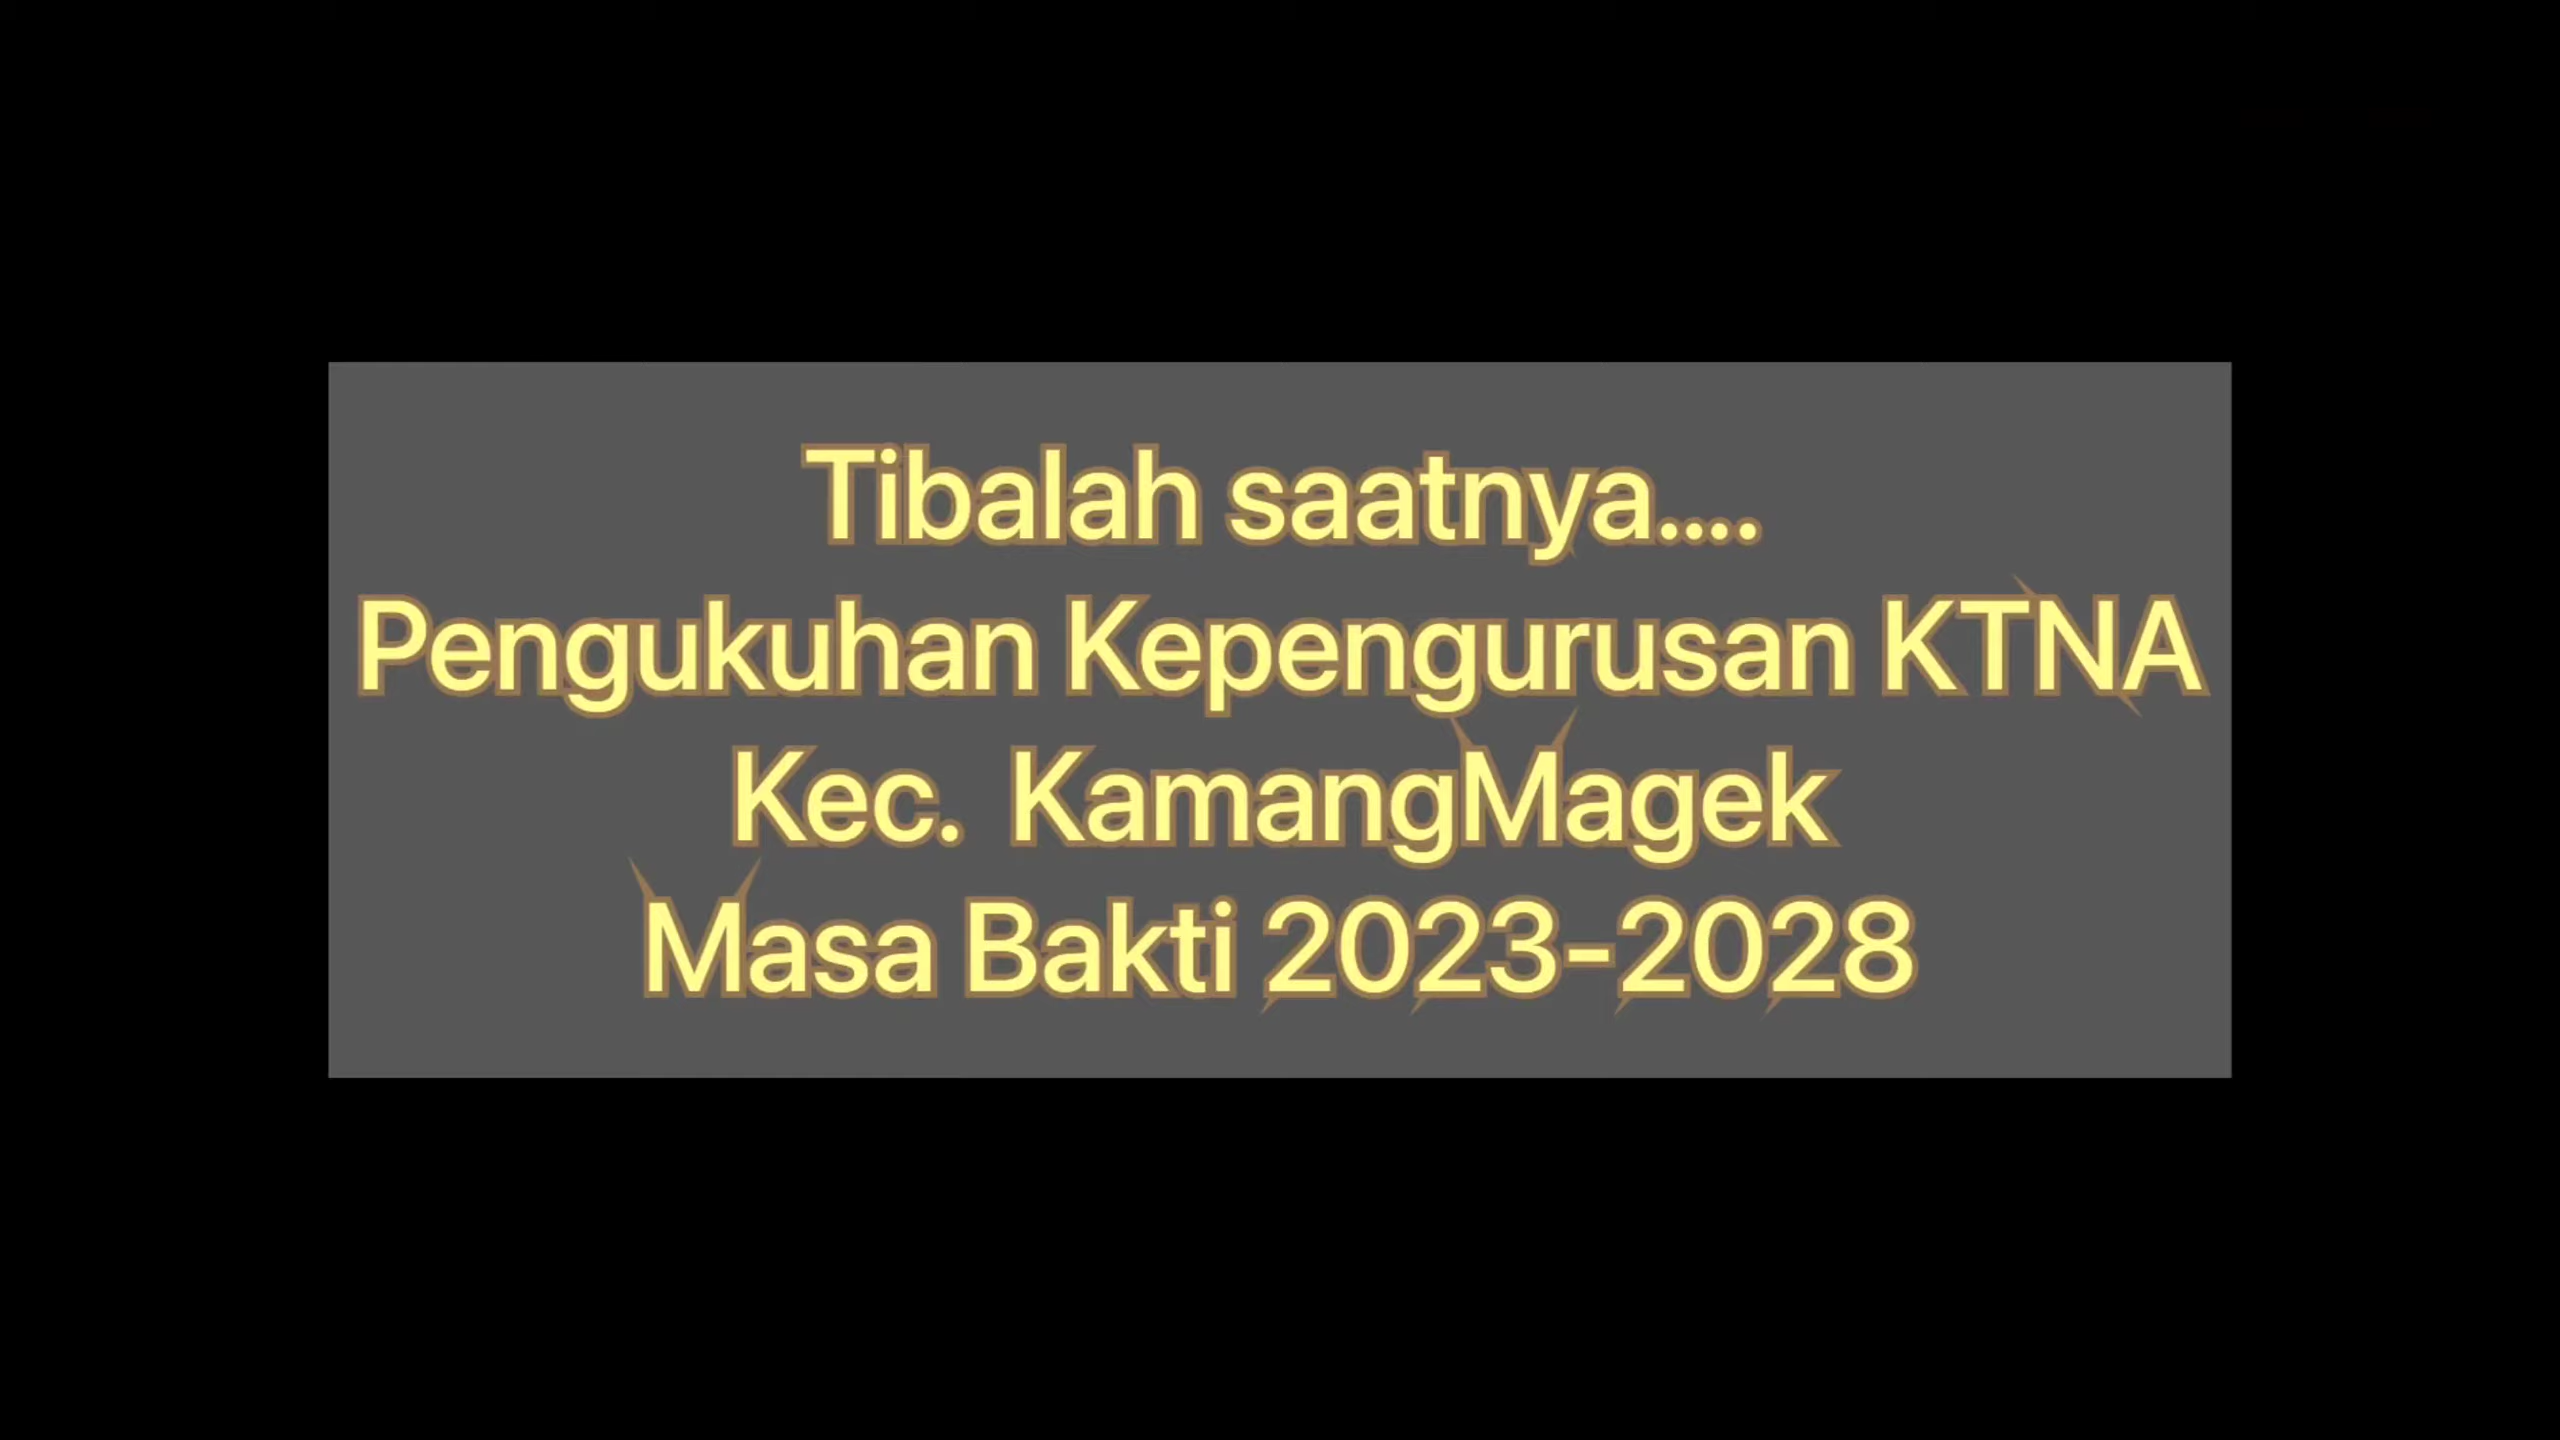 Tibalah saatnya....
Pengukuhan Kepengurusan KTNA
Kec.  KamangMagek
Masa Bakti 2023-2028